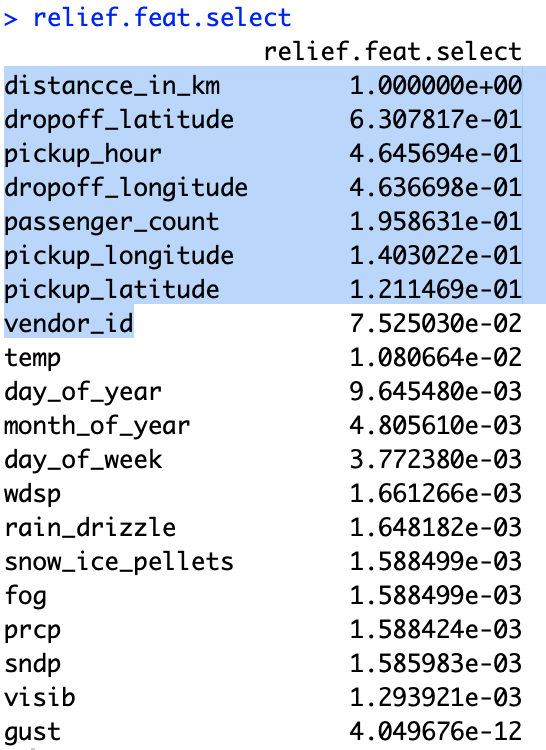 > relief.feat.select
relief.feat.select
distancce_in_km 1.000000e+00
dropoff_latitude 6.307817e-01
pickup_hour 4.645694e-01
dropoff_longitude 4.636698e-01
passenger_count 1.958631e-01
pickup_longitude 1.403022e-01
pickup_latitude 1.211469e-01
vendor_id 7.525030e-02
temp 1.080664e-02
day_of_year 9.645480e-03
month_of_year 4.805610e-03
day_of_week 3.772380e-03
wdsp 1.661266e-03
rain_drizzle 1.648182e-03
snow_ice_pellets 1.588499e-03
fog 1.588499e-03
prcp 1.588424e-03
sndp 1.585983e-03
visib 1.293921e-03
gust 4.049676e-12